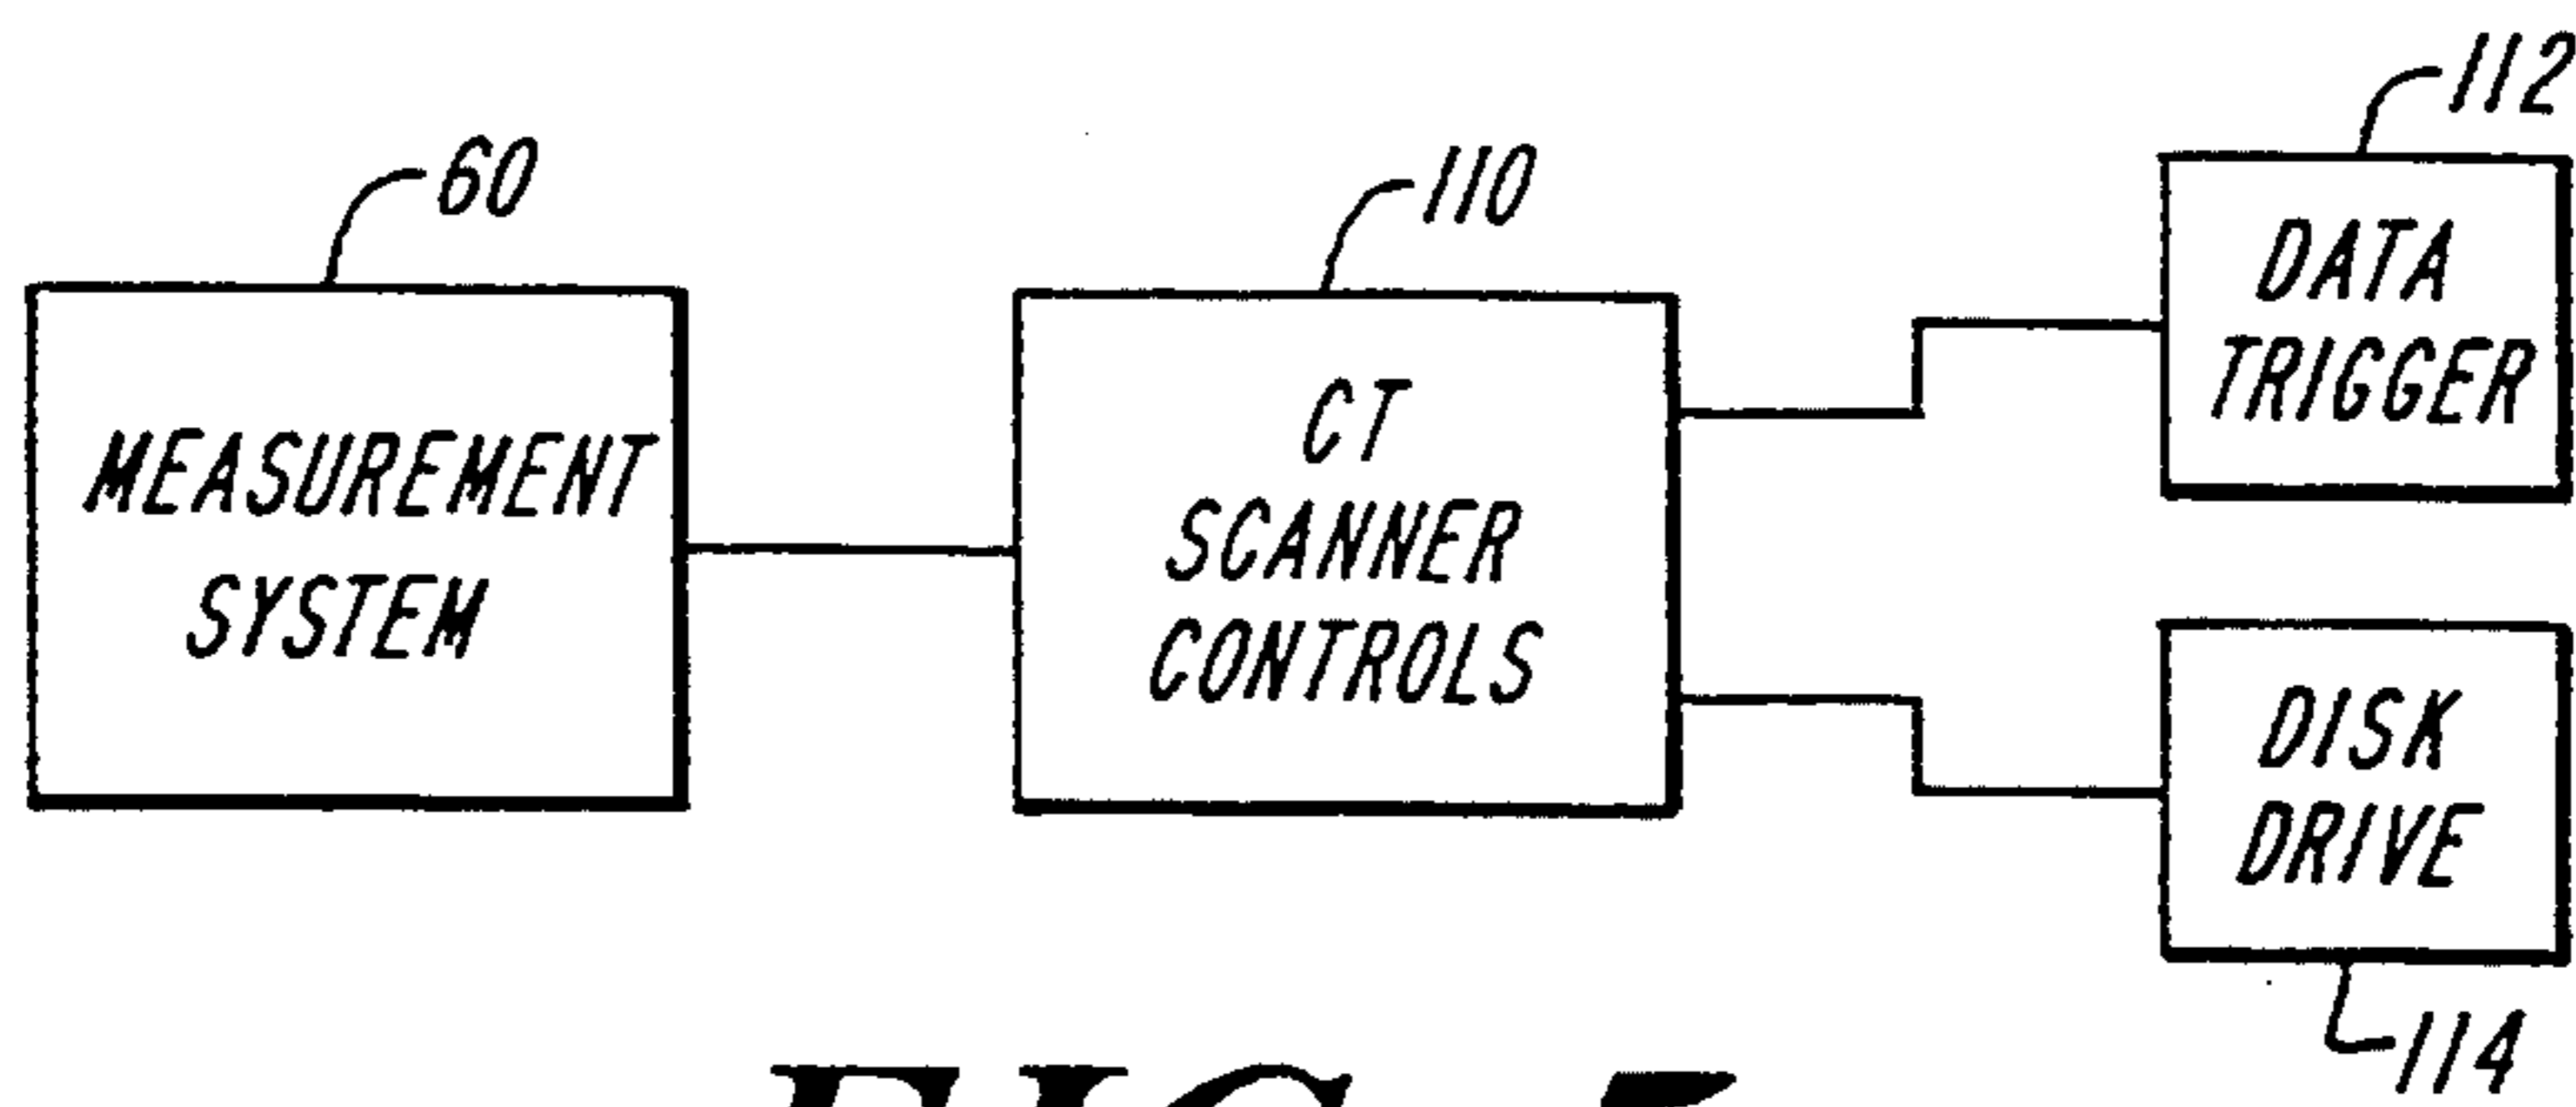 60
MEASUREMENT
SYSTEM
110
CT
SCANNER
CONTROLS
112
DATA
TRIGGER
DISK
DRIVE
114